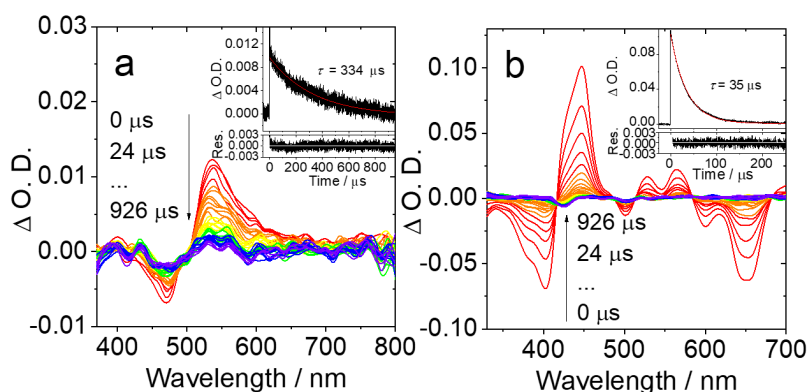 a
Δ O. D.
0.03
0.02
0.01
0.00
-0.01
400
500
600
700
800
Wavelength / nm
0 μs
24 μs
...
926 μs
Δ O.D.
0.012
0.006
0.000
τ = 334 μs
Res.
0.003
0.000
-0.003
0 200 400 600 800
Time / μs
b
Δ O. D.
0.10
0.05
0.00
-0.05
-0.10
400
500
600
700
Wavelength / nm
926 μs
24 μs
...
0 μs
Δ O.D.
0.08
0.04
0.00
τ = 35 μs
Res.
0.003
0.000
-0.003
0 100 200
Time / μs